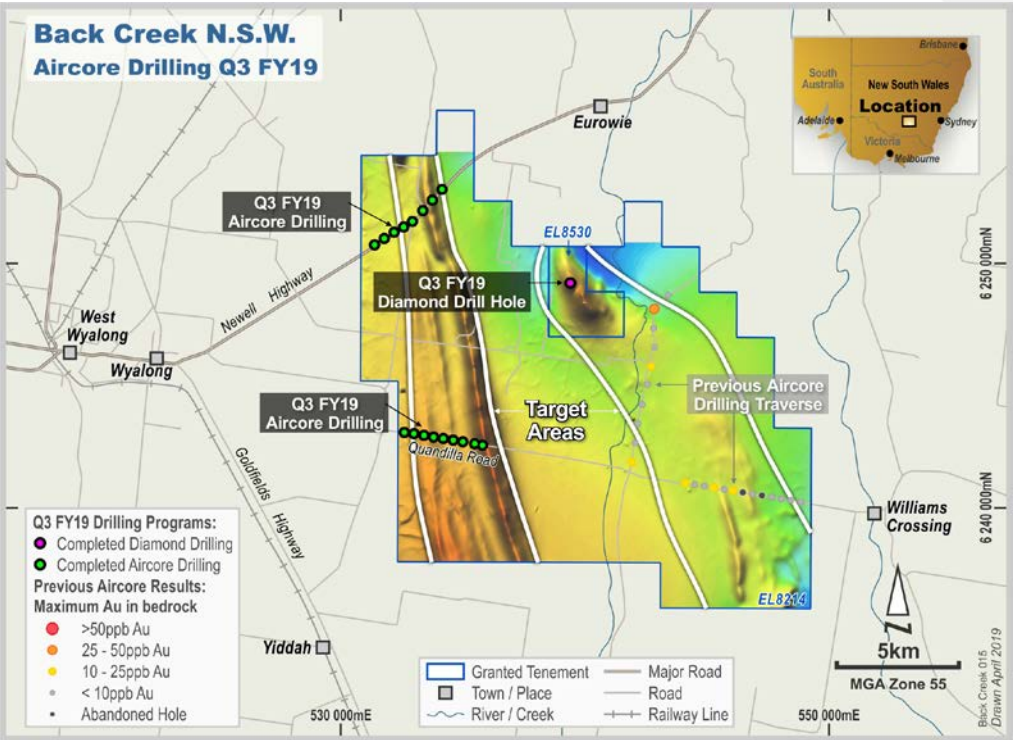 Back Creek N.S.W.
Aircore Drilling Q3 FY19
Brisbane
South
Australia
New South Wales
Location
Adelaide
Sydney
Victoria
Melbourne
Eurowie
Q3 FY19
Aircore Drilling
EL8530
Q3 FY19
Diamond Drill Hole
6 250 000mN
Newell Highway
West
Wyalong
Wyalong
Previous Aircore
Drilling Traverse
Q3 FY19
Aircore Drilling
Target
Areas
Quandilla Road
Goldfields Highway
Williams
Crossing
6 240 000mN
Q3 FY19 Drilling Programs:
Completed Diamond Drilling
Completed Aircore Drilling
Previous Aircore Results:
Maximum Au in bedrock
>50ppb Au
25 - 50ppb Au
10 - 25ppb Au
< 10ppb Au
Abandoned Hole
EL8214
Yiddah
N
5km
MGA Zone 55
Granted Tenement
Town / Place
River / Creek
Major Road
Road
Railway Line
Back Creek 015
Drawn April 2019
530 000mE
550 000mE